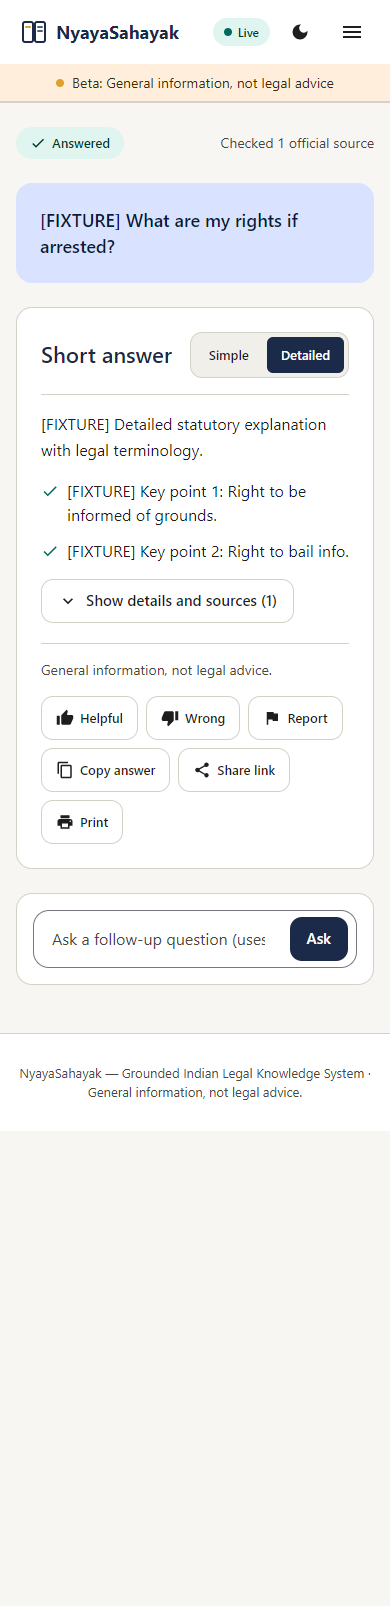 NyayaSahayak
Live
Beta: General information, not legal advice
Answered
Checked 1 official source
[FIXTURE] What are my rights if
arrested?
Short answer
Simple
Detailed
[FIXTURE] Detailed statutory explanation
with legal terminology.
[FIXTURE] Key point 1: Right to be
informed of grounds.
[FIXTURE] Key point 2: Right to bail info.
Show details and sources (1)
General information, not legal advice.
Helpful
Wrong
Report
Copy answer
Share link
Print
Ask a follow-up question (uses
Ask
NyayaSahayak — Grounded Indian Legal Knowledge System ·
General information, not legal advice.